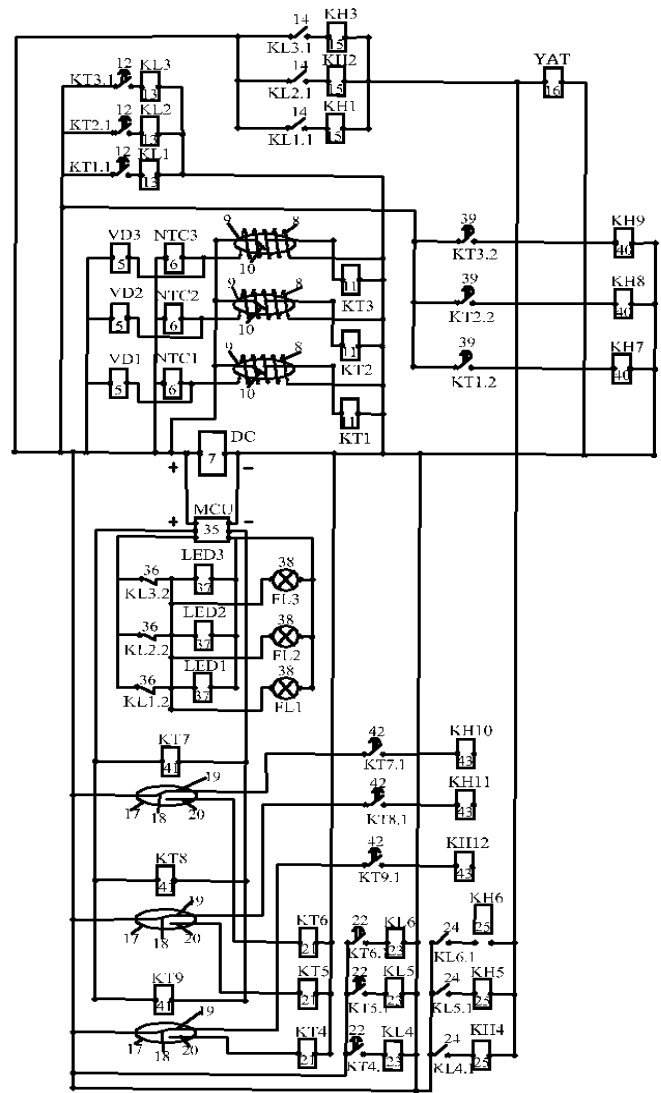 14 KH3
KL3.1 15
12 KL3
KT3.1 13
14 KH2
KL2.1 15
YAT
16
12 KL2
KT2.1 13
14 KH1
KL1.1 15
12 KL1
KT1.1 13
VD3 NTC3 9 8
5 6 10
39 KH9
KT3.2 40
11
KT3
VD2 NTC2 9 8
5 6 10
39 KH8
KT2.2 40
11
KT2
VD1 NTC1 9 8
5 6 10
39 KH7
KT1.2 40
11
KT1
DC
+ 7 −
MCU
+ 35 −
LED3 38
36 37
KL3.2 FL3
LED2 38
36 37
KL2.2 FL2
LED1 38
36 37
KL1.2 FL1
KT7 42 KH10
41 KT7.1 43
19
17 18 20
42 KH11
KT8.1 43
42 KH12
KT9.1 43
KT8
41
19
17 18 20
KT6 22 KL6 24 KH6
21 KT6.1 23 KL6.1 25
KT9
41
KT5 22 KL5 24 KH5
21 KT5.1 23 KL5.1 25
19
17 18 20
KT4 22 KL4 24 KH4
21 KT4.1 23 KL4.1 25